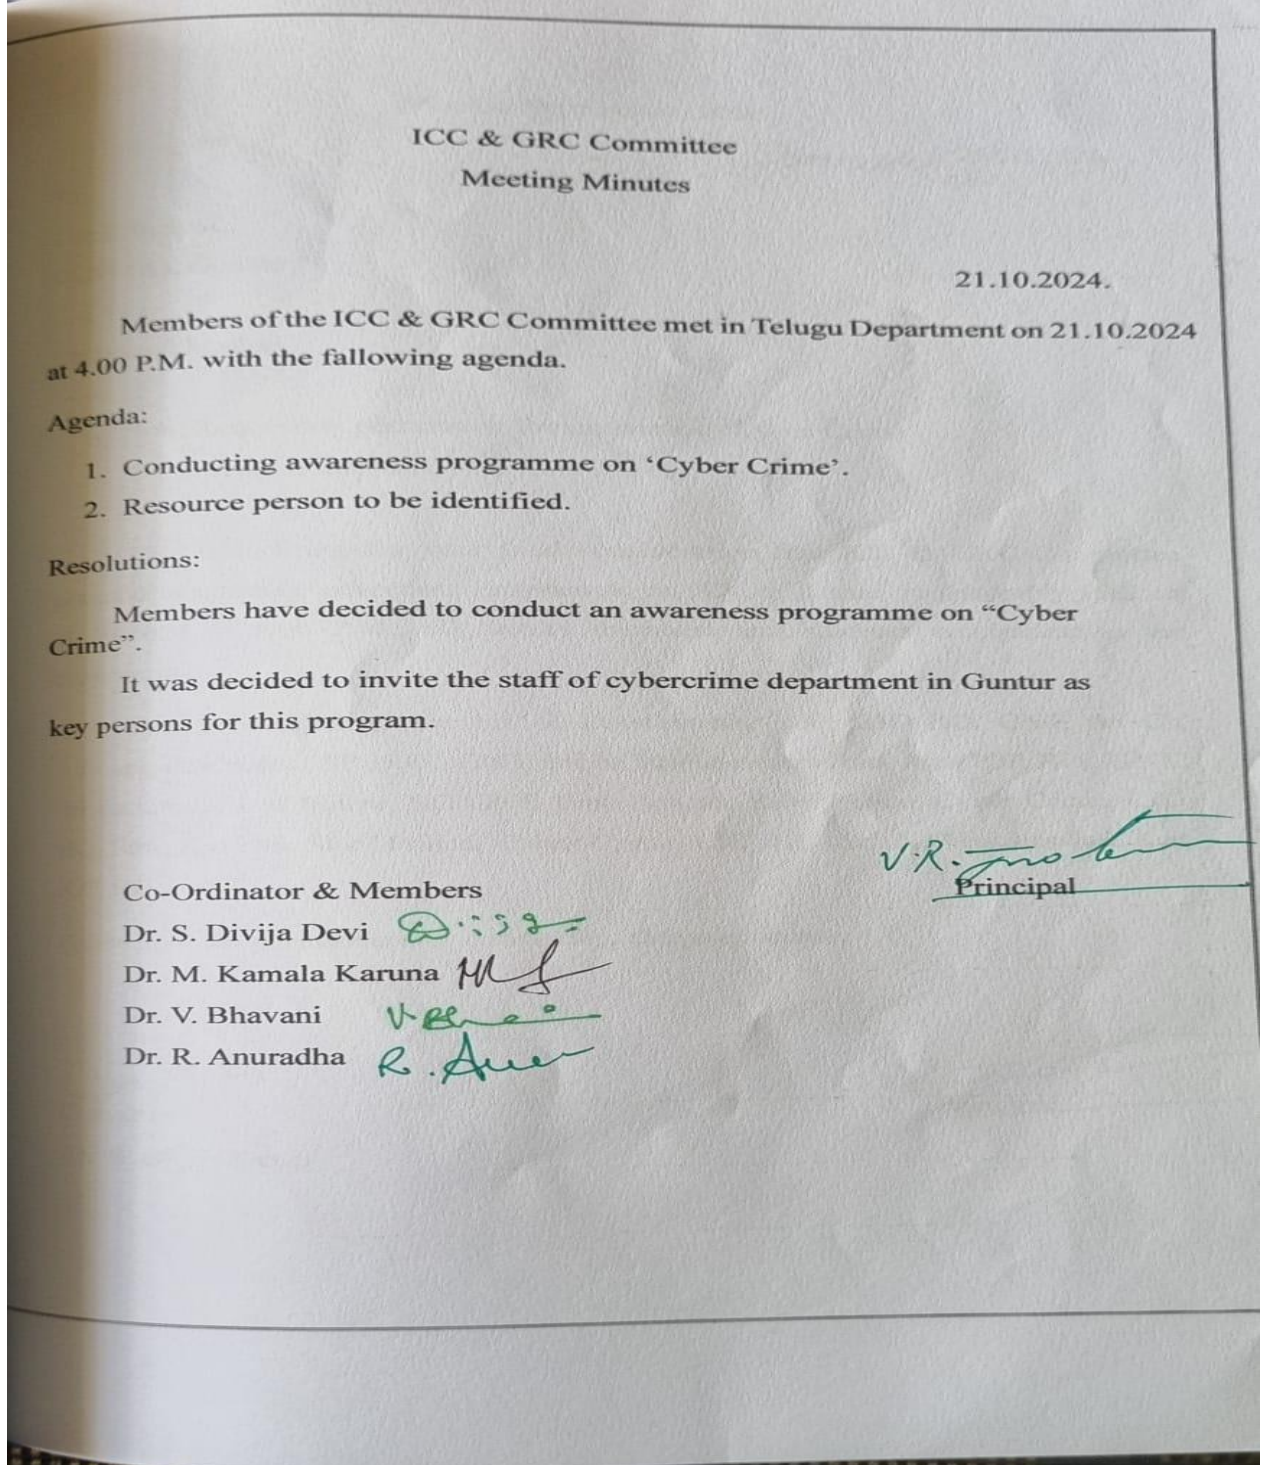 ICC & GRC Committee
Meeting Minutes
21.10.2024.
Members of the ICC & GRC Committee met in Telugu Department on 21.10.2024
at 4.00 P.M. with the fallowing agenda.
Agenda:
1. Conducting awareness programme on ‘Cyber Crime’.
2. Resource person to be identified.
Resolutions:
Members have decided to conduct an awareness programme on “Cyber
Crime”.
It was decided to invite the staff of cybercrime department in Guntur as
key persons for this program.
V.R.
Principal
Co-Ordinator & Members
Dr. S. Divija Devi
Dr. M. Kamala Karuna
Dr. V. Bhavani
Dr. R. Anuradha R.